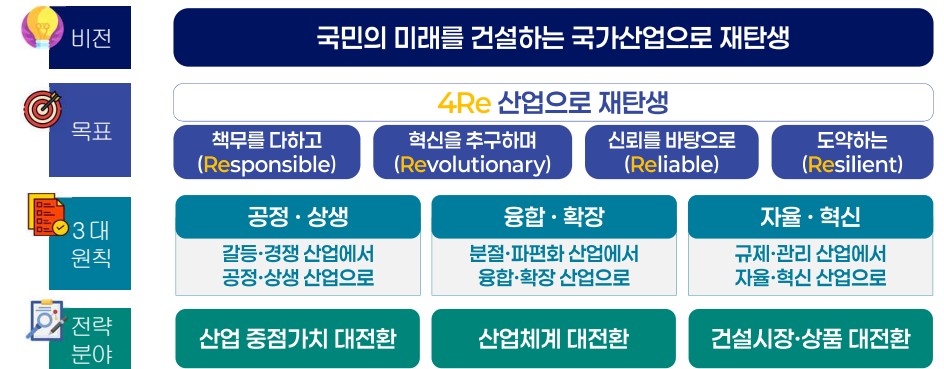 비전
국민의 미래를 건설하는 국가산업으로 재탄생
목표
4Re 산업으로 재탄생
책무를 다하고
(Responsible)
혁신을 추구하며
(Revolutionary)
신뢰를 바탕으로
(Reliable)
도약하는
(Resilient)
3대
원칙
공정·상생
갈등·경쟁 산업에서
공정·상생 산업으로
융합·확장
분절·파편화 산업에서
융합·확장 산업으로
자율·혁신
규제·관리 산업에서
자율·혁신 산업으로
전략
분야
산업 중점가치 대전환
산업체계 대전환
건설시장·상품 대전환